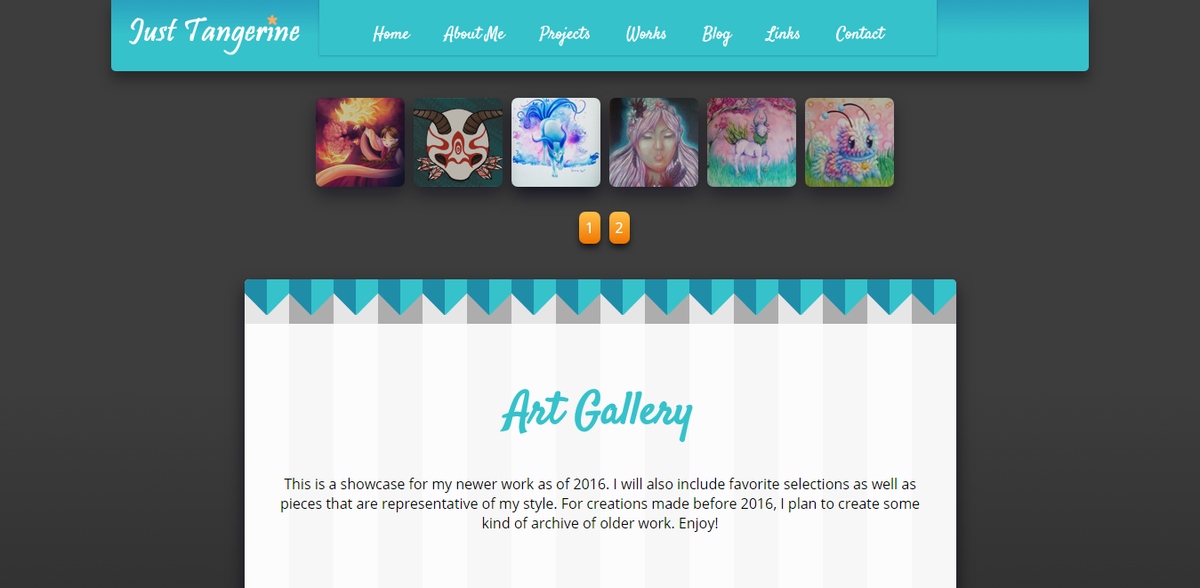 Just Tangerine
Home About Me Projects Works Blog Links Contact
1 2
Art Gallery
This is a showcase for my newer work as of 2016. I will also include favorite selections as well as
pieces that are representative of my style. For creations made before 2016, I plan to create some
kind of archive of older work. Enjoy!